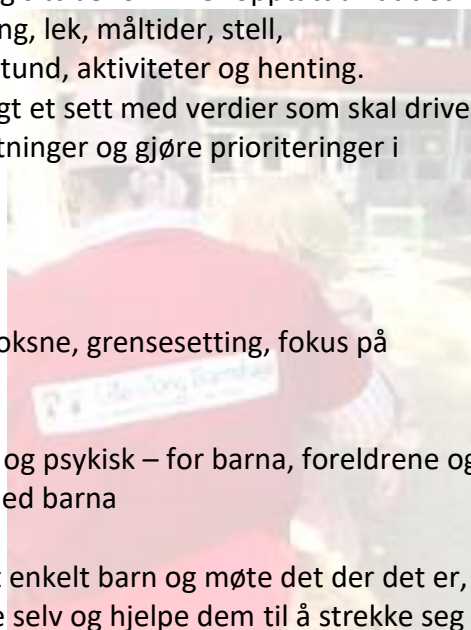 ng, lek, måltider, stell,
tund, aktiviteter og henting.
gt et sett med verdier som skal drive
tninger og gjøre prioriteringer i
oksne, grensesetting, fokus på
og psykisk – for barna, foreldrene og
ed barna
enkelt barn og møte det der det er,
e selv og hjelpe dem til å strekke seg